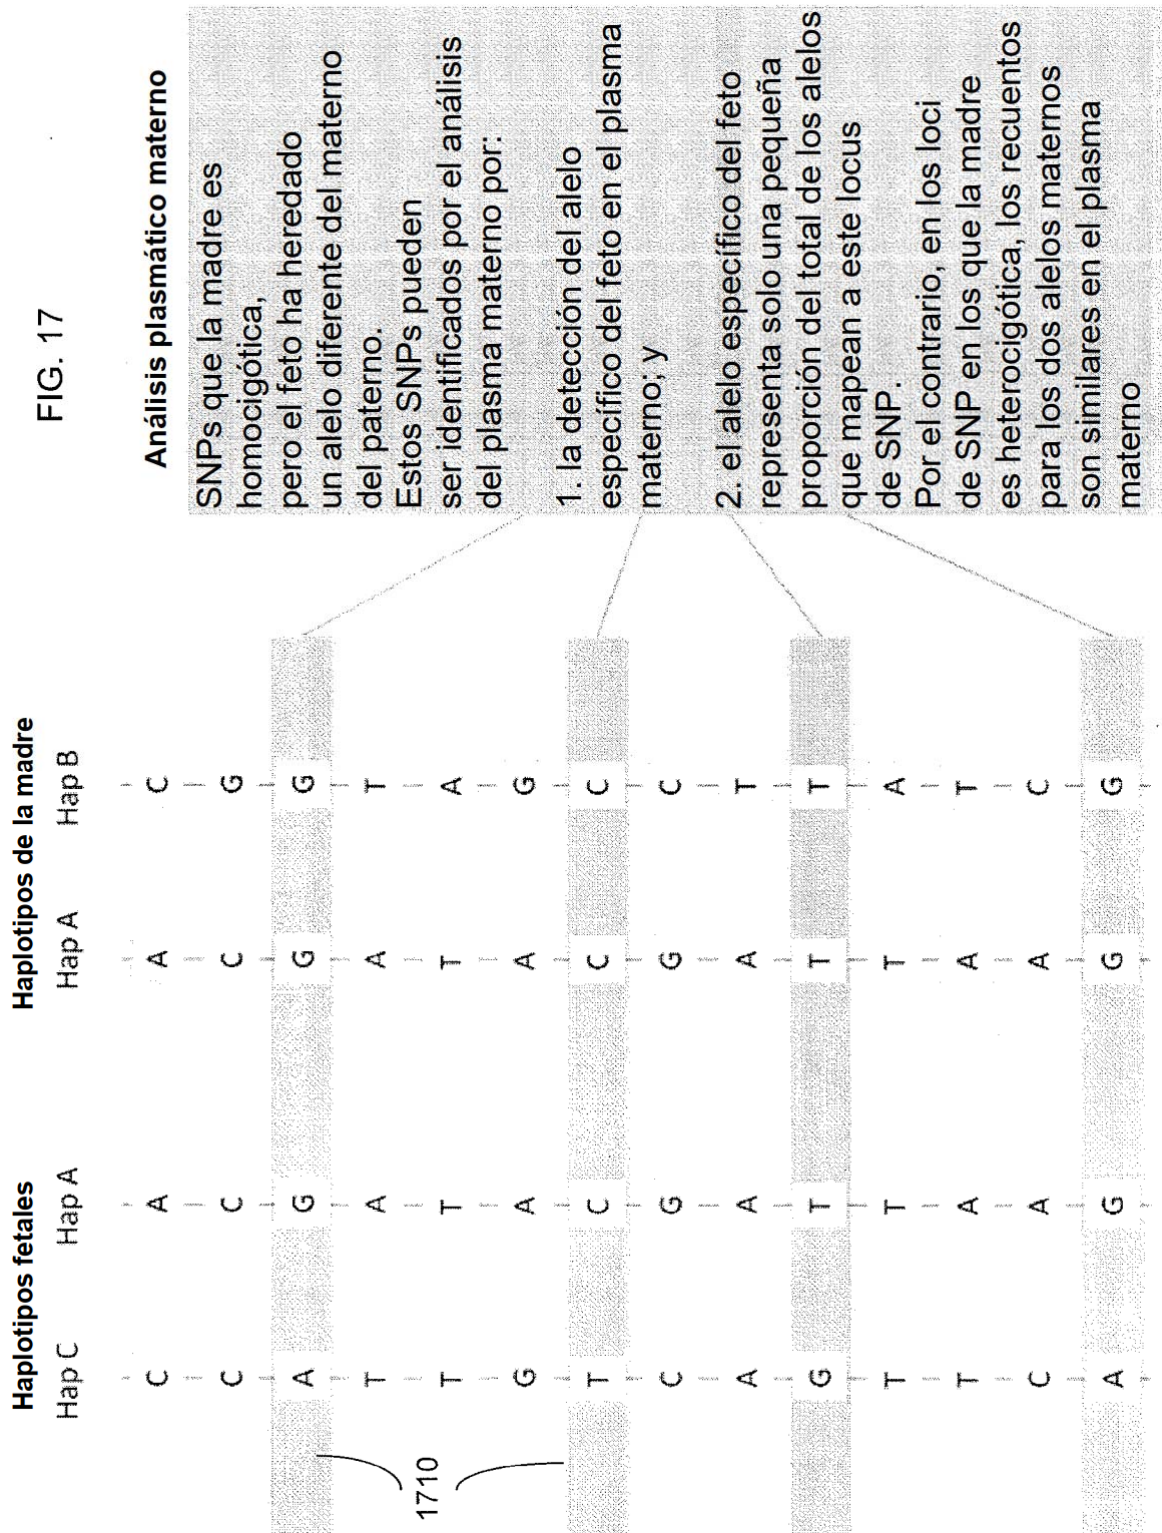 FIG. 17
Haplotipos fetales
Haplotipos de la madre
Hap C Hap A Hap A Hap B
C A A C
C C C G
A G G G
T A A T
T T T A
G A A G
T C C C
C G G C
A A A T
G T T T
T T T A
T A A T
C A A C
A G G G
1710
Análisis plasmático materno
SNPs que la madre es
homocigótica,
pero el feto ha heredado
un alelo diferente del materno
del paterno.
Estos SNPs pueden
ser identificados por el análisis
del plasma materno por:
1. la detección del alelo
específico del feto en el plasma
materno; y
2. el alelo específico del feto
representa solo una pequeña
proporción del total de los alelos
que mapean a este locus
de SNP.
Por el contrario, en los loci
de SNP en los que la madre
es heterocigótica, los recuentos
para los dos alelos maternos
son similares en el plasma
materno